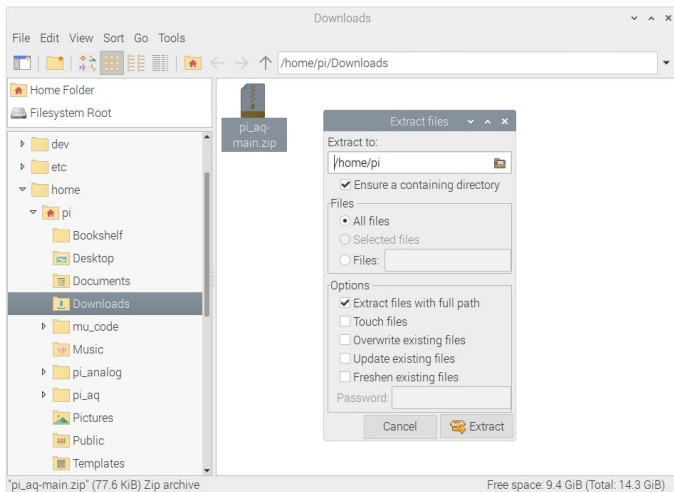 Downloads
File Edit View Sort Go Tools
/home/pi/Downloads
Home Folder
Filesystem Root
dev
etc
home
pi
Bookshelf
Desktop
Documents
Downloads
mu_code
Music
pi_analog
pi_aq
Pictures
Public
Templates
pi_aq-
main.zip
Extract files
Extract to:
/home/pi
Ensure a containing directory
Files
All files
Selected files
Files:
Options
Extract files with full path
Touch files
Overwrite existing files
Update existing files
Freshen existing files
Password:
Cancel
Extract
"pi_aq-main.zip" (77.6 KiB) Zip archive
Free space: 9.4 GiB (Total: 14.3 GiB)